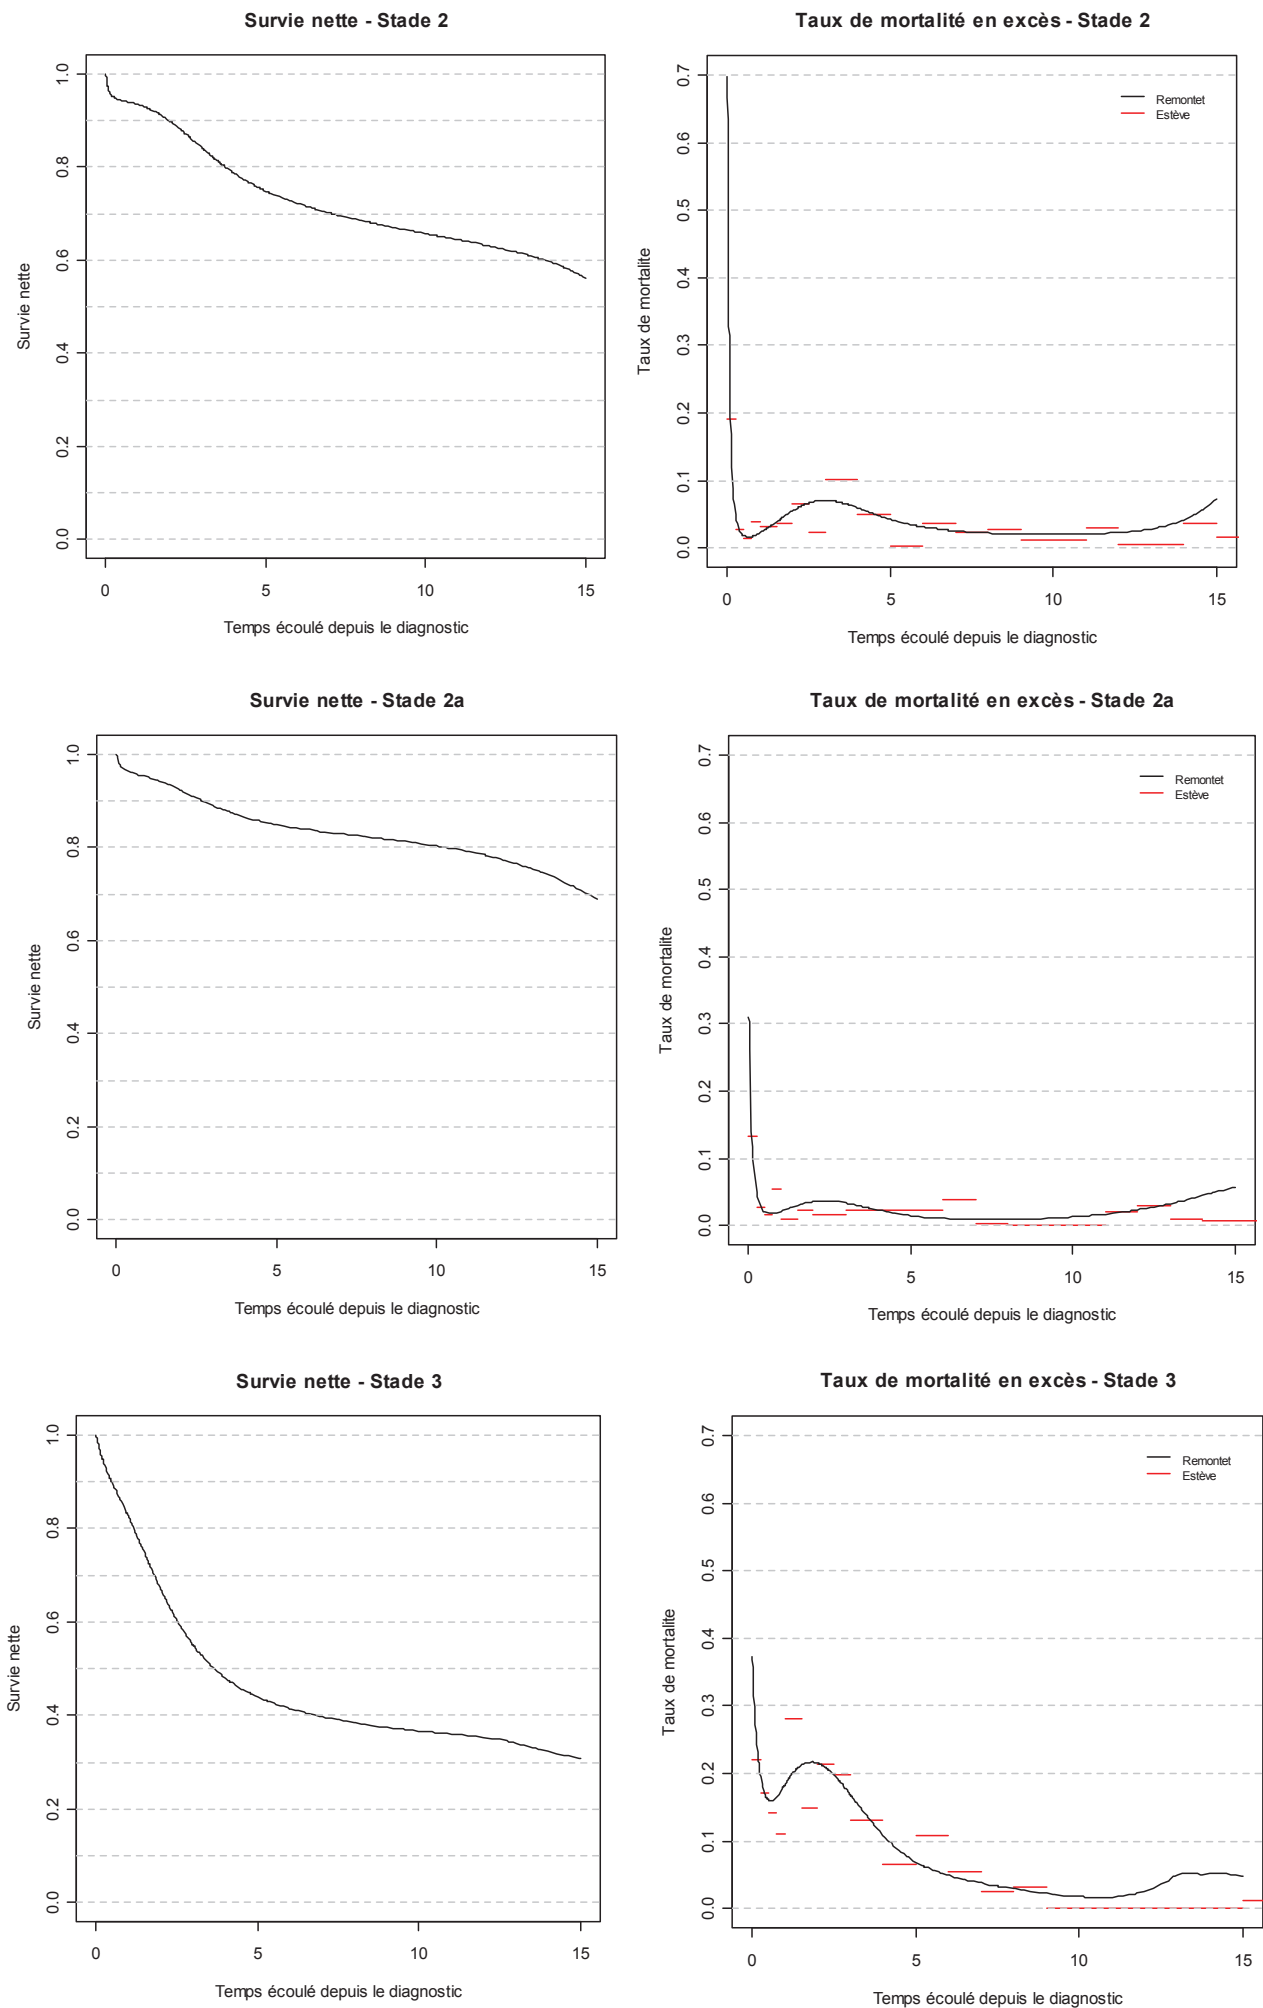 Survie nette - Stade 2
Survie nette
0.0
0.2
0.4
0.6
0.8
1.0
0
5
10
15
Temps écoulé depuis le diagnostic
Taux de mortalité en excès - Stade 2
Taux de mortalite
0.0
0.1
0.2
0.3
0.4
0.5
0.6
0.7
Remontet
Estève
0
5
10
15
Temps écoulé depuis le diagnostic
Survie nette - Stade 2a
Survie nette
0.0
0.2
0.4
0.6
0.8
1.0
0
5
10
15
Temps écoulé depuis le diagnostic
Taux de mortalité en excès - Stade 2a
Taux de mortalite
0.0
0.1
0.2
0.3
0.4
0.5
0.6
0.7
Remontet
Estève
0
5
10
15
Temps écoulé depuis le diagnostic
Survie nette - Stade 3
Survie nette
0.0
0.2
0.4
0.6
0.8
1.0
0
5
10
15
Temps écoulé depuis le diagnostic
Taux de mortalité en excès - Stade 3
Taux de mortalite
0.0
0.1
0.2
0.3
0.4
0.5
0.6
0.7
Remontet
Estève
0
5
10
15
Temps écoulé depuis le diagnostic